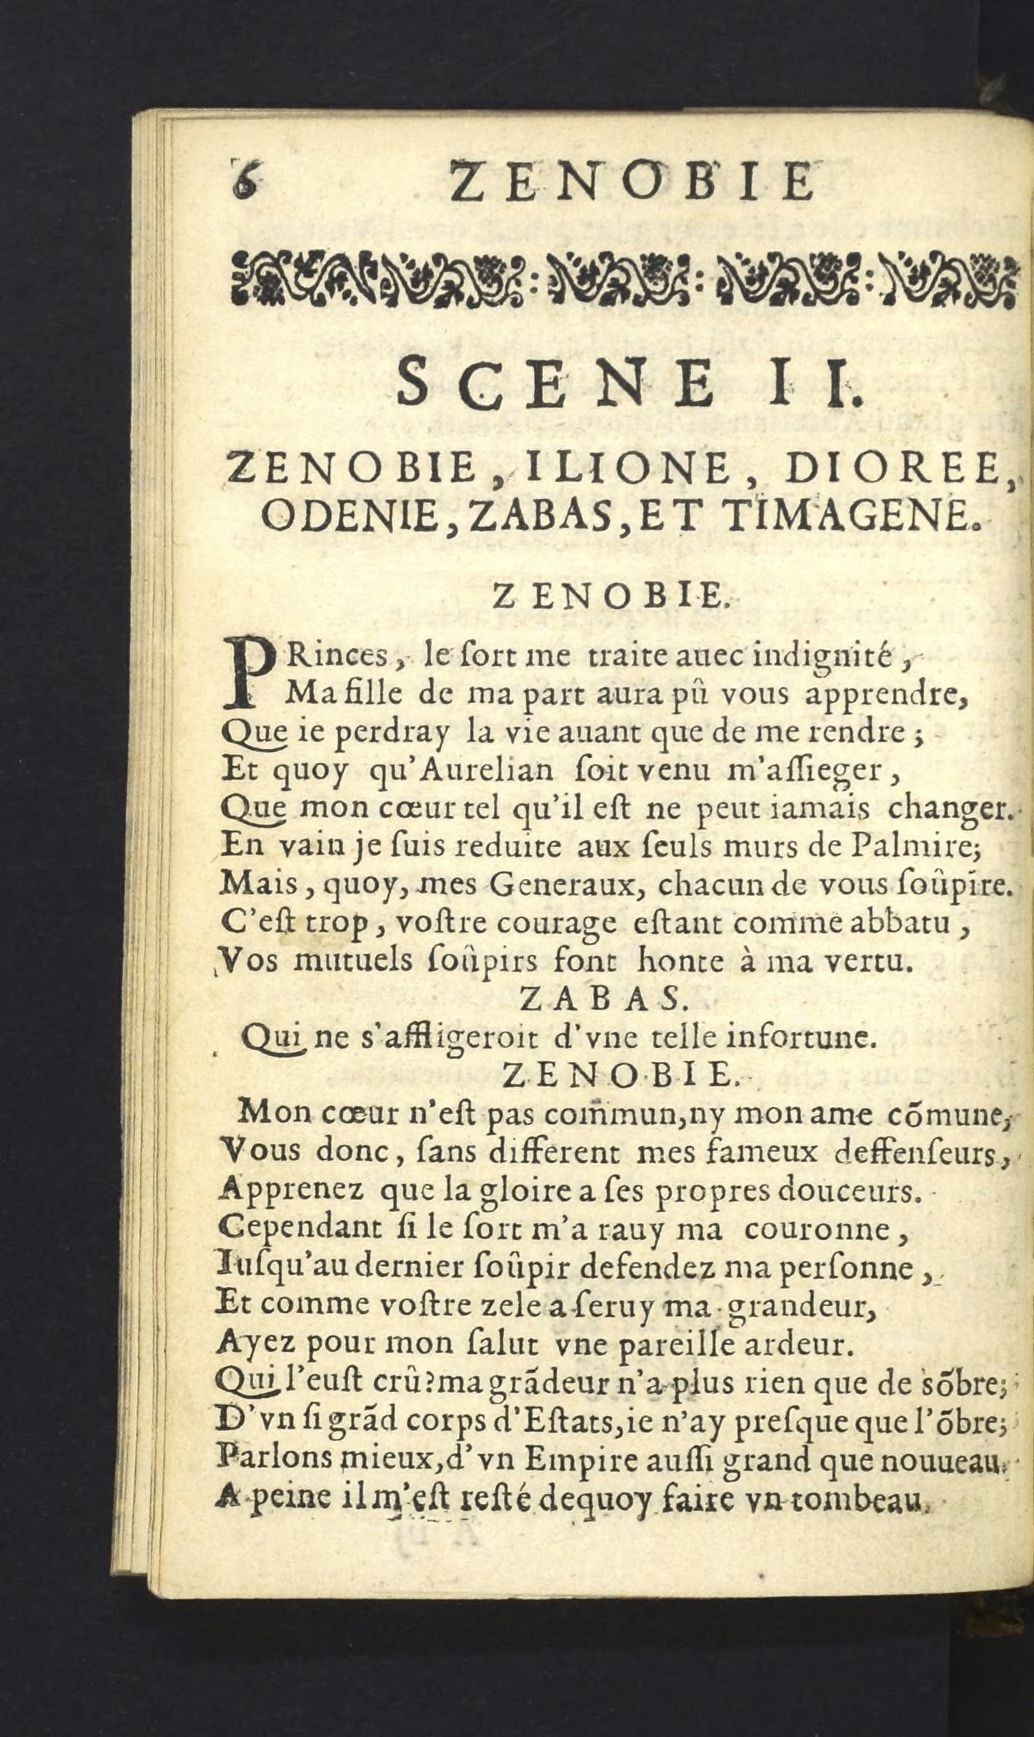 6 ZENOBIE
SCENE II.
ZENOBIE, ILIONE, DIOREE,
ODENIE, ZABAS, ET TIMAGENE.
ZENOBIE.
PRinces, le ſort me traite auec indignité,
Ma fille de ma part aura pû vous apprendre,
Que ie perdray la vie auant que de me rendre;
Et quoy qu'Aurelian ſoit venu m'aſſieger,
Que mon cœur tel qu'il eſt ne peut iamais changer.
En vain je ſuis reduite aux ſeuls murs de Palmire;
Mais, quoy, mes Generaux, chacun de vous ſoûpire.
C'eſt trop, voſtre courage eſtant comme abbatu,
Vos mutuels ſoûpirs font honte à ma vertu.
ZABAS.
Qui ne s'affligeroit d'vne telle infortune.
ZENOBIE.
Mon cœur n'eſt pas com̃mun, ny mon ame cõmune,
Vous donc, ſans different mes fameux deffenſeurs,
Apprenez que la gloire a ſes propres douceurs.
Cependant ſi le ſort m'a rauy ma couronne,
Iuſqu'au dernier ſoûpir defendez ma perſonne,
Et comme voſtre zele a ſeruy ma grandeur,
Ayez pour mon ſalut vne pareille ardeur.
Qui l'euſt crû? ma grãdeur n'a plus rien que de sõbre;
D'vn ſi grãd corps d'Eſtats, ie n'ay preſque que l'õbre;
Parlons mieux, d'vn Empire auſſi grand que nouueau,
A peine il m'eſt reſté dequoy faire vn tombeau.